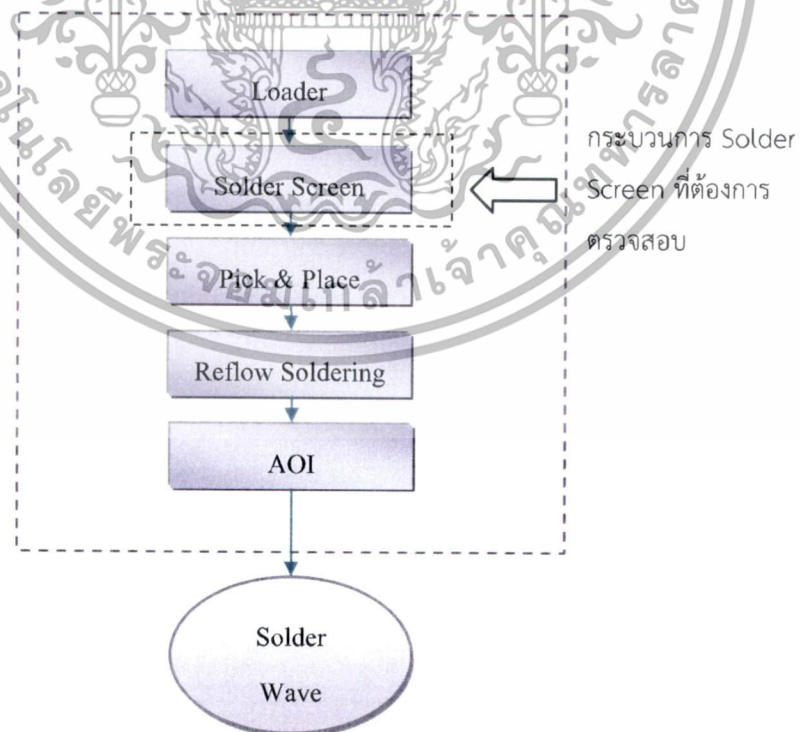 Loader
Solder Screen
กระบวนการ Solder
Screen ที่ต้องการ
ตรวจสอบ
Pick & Place
Reflow Soldering
AOI
Solder
Wave